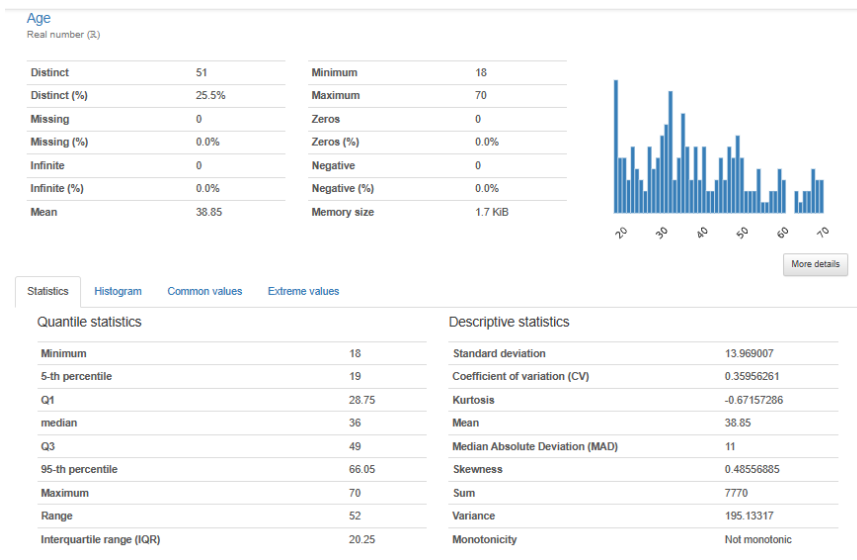 Age
Real number (ℝ)
Distinct 51 Minimum 18
Distinct (%) 25.5% Maximum 70
Missing 0 Zeros 0
Missing (%) 0.0% Zeros (%) 0.0%
Infinite 0 Negative 0
Infinite (%) 0.0% Negative (%) 0.0%
Mean 38.85 Memory size 1.7 KiB
20 30 40 50 60 70
More details
Statistics Histogram Common values Extreme values
Quantile statistics Descriptive statistics
Minimum 18 Standard deviation 13.969007
5-th percentile 19 Coefficient of variation (CV) 0.35956261
Q1 28.75 Kurtosis -0.67157286
median 36 Mean 38.85
Q3 49 Median Absolute Deviation (MAD) 11
95-th percentile 66.05 Skewness 0.48556885
Maximum 70 Sum 7770
Range 52 Variance 195.13317
Interquartile range (IQR) 20.25 Monotonicity Not monotonic